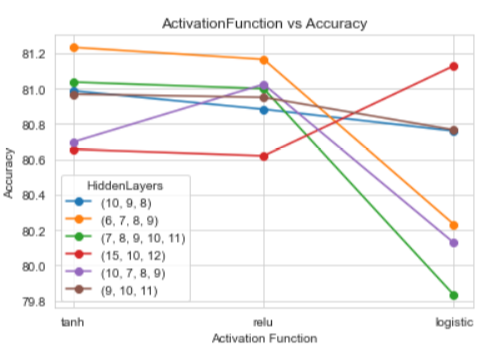 ActivationFunction vs Accuracy
Accuracy
81.2
81.0
80.8
80.6
80.4
80.2
80.0
79.8
HiddenLayers
(10, 9, 8)
(6, 7, 8, 9)
(7, 8, 9, 10, 11)
(15, 10, 12)
(10, 7, 8, 9)
(9, 10, 11)
tanh relu logistic
Activation Function